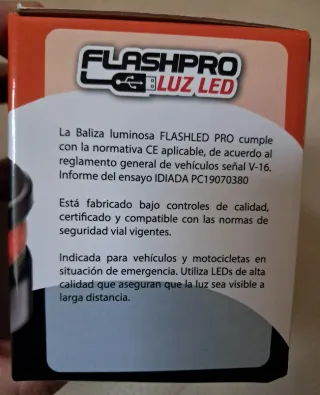 FLASHPRO
LUZ LED
La Baliza luminosa FLASHLED PRO cumple
con la normativa CE aplicable, de acuerdo al
reglamento general de vehículos señal V-16.
Informe del ensayo IDIADA PC19070380
Está fabricado bajo controles de calidad,
certificado y compatible con las normas de
seguridad vial vigentes.
Indicada para vehículos y motocicletas en
situación de emergencia. Utiliza LEDs de alta
calidad que aseguran que la luz sea visible a
larga distancia.